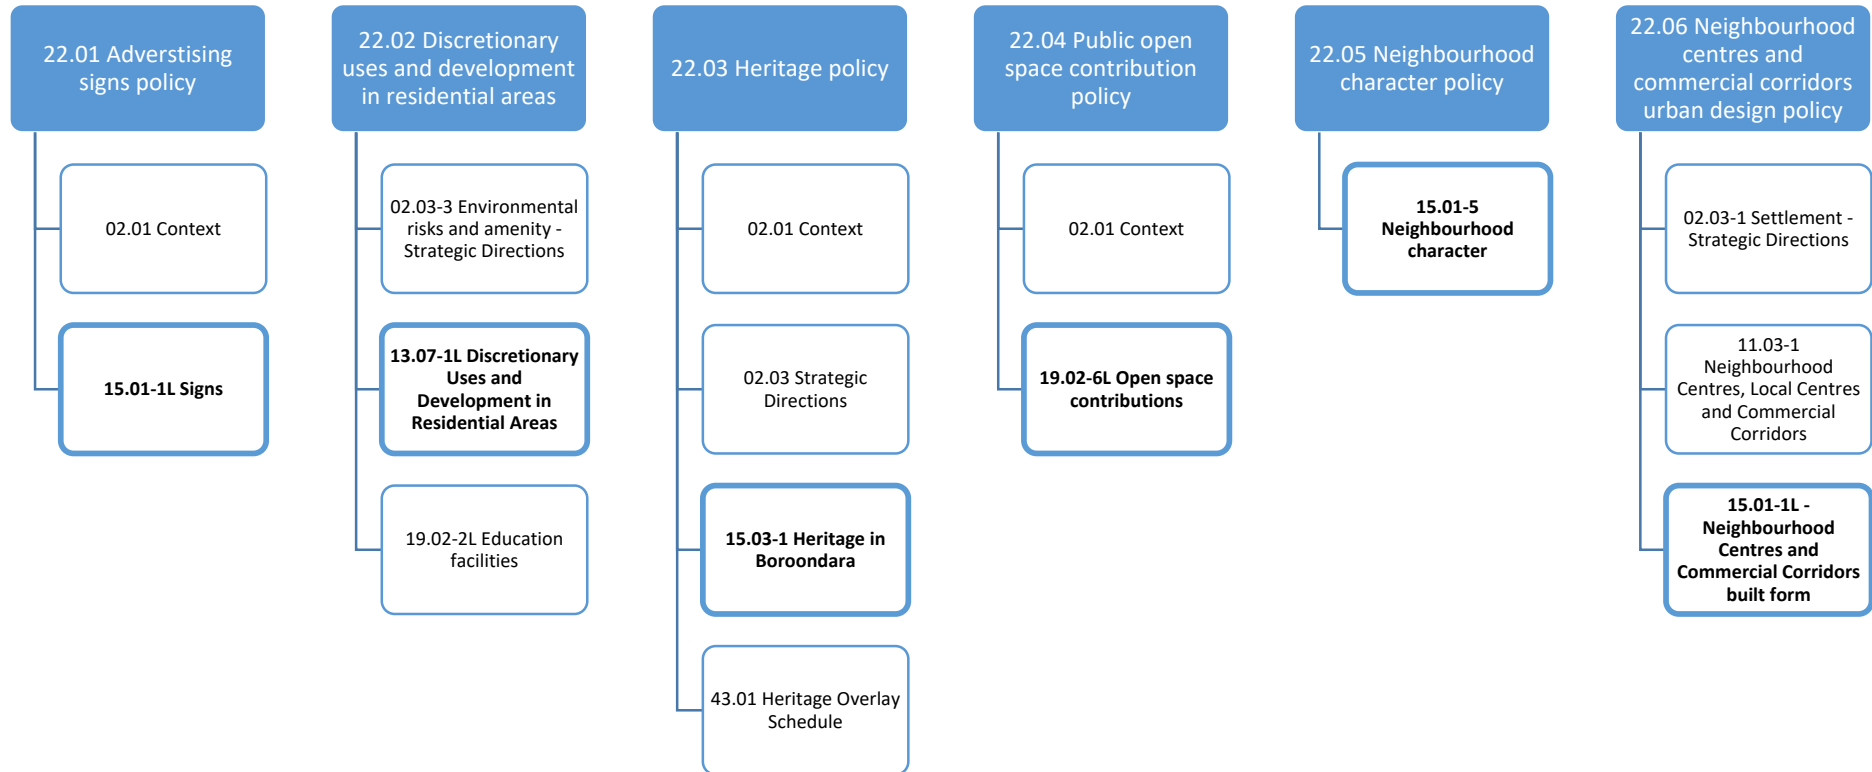 22.01 Adverstising
signs policy
02.01 Context
15.01-1L Signs
22.02 Discretionary
uses and development
in residential areas
02.03-3 Environmental
risks and amenity -
Strategic Directions
13.07-1L Discretionary
Uses and
Development in
Residential Areas
19.02-2L Education
facilities
22.03 Heritage policy
02.01 Context
02.03 Strategic
Directions
15.03-1 Heritage in
Boroondara
43.01 Heritage Overlay
Schedule
22.04 Public open
space contribution
policy
02.01 Context
19.02-6L Open space
contributions
22.05 Neighbourhood
character policy
15.01-5
Neighbourhood
character
22.06 Neighbourhood
centres and
commercial corridors
urban design policy
02.03-1 Settlement -
Strategic Directions
11.03-1
Neighbourhood
Centres, Local Centres
and Commercial
Corridors
15.01-1L -
Neighbourhood
Centres and
Commercial Corridors
built form